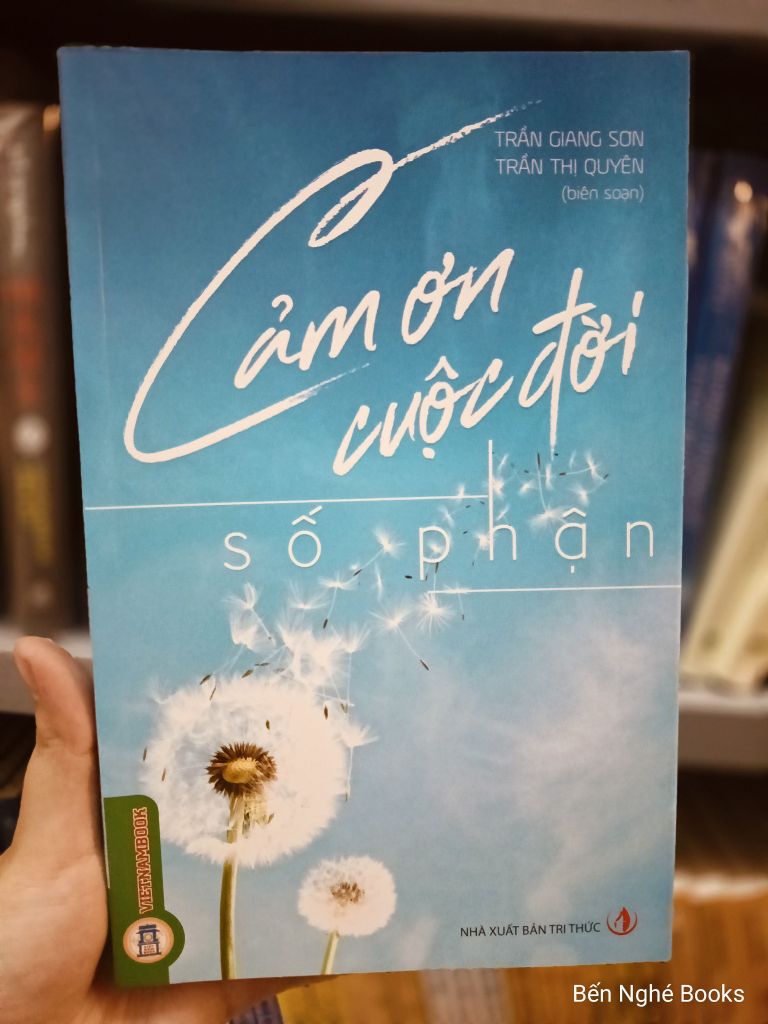 TRẦN GIANG SƠN
TRẦN THỊ QUYÊN
(biên soạn)
Cảm ơn
cuộc đời
số phận
VIETNAMBOOK
NHÀ XUẤT BẢN TRI THỨC
Bến Nghé Books